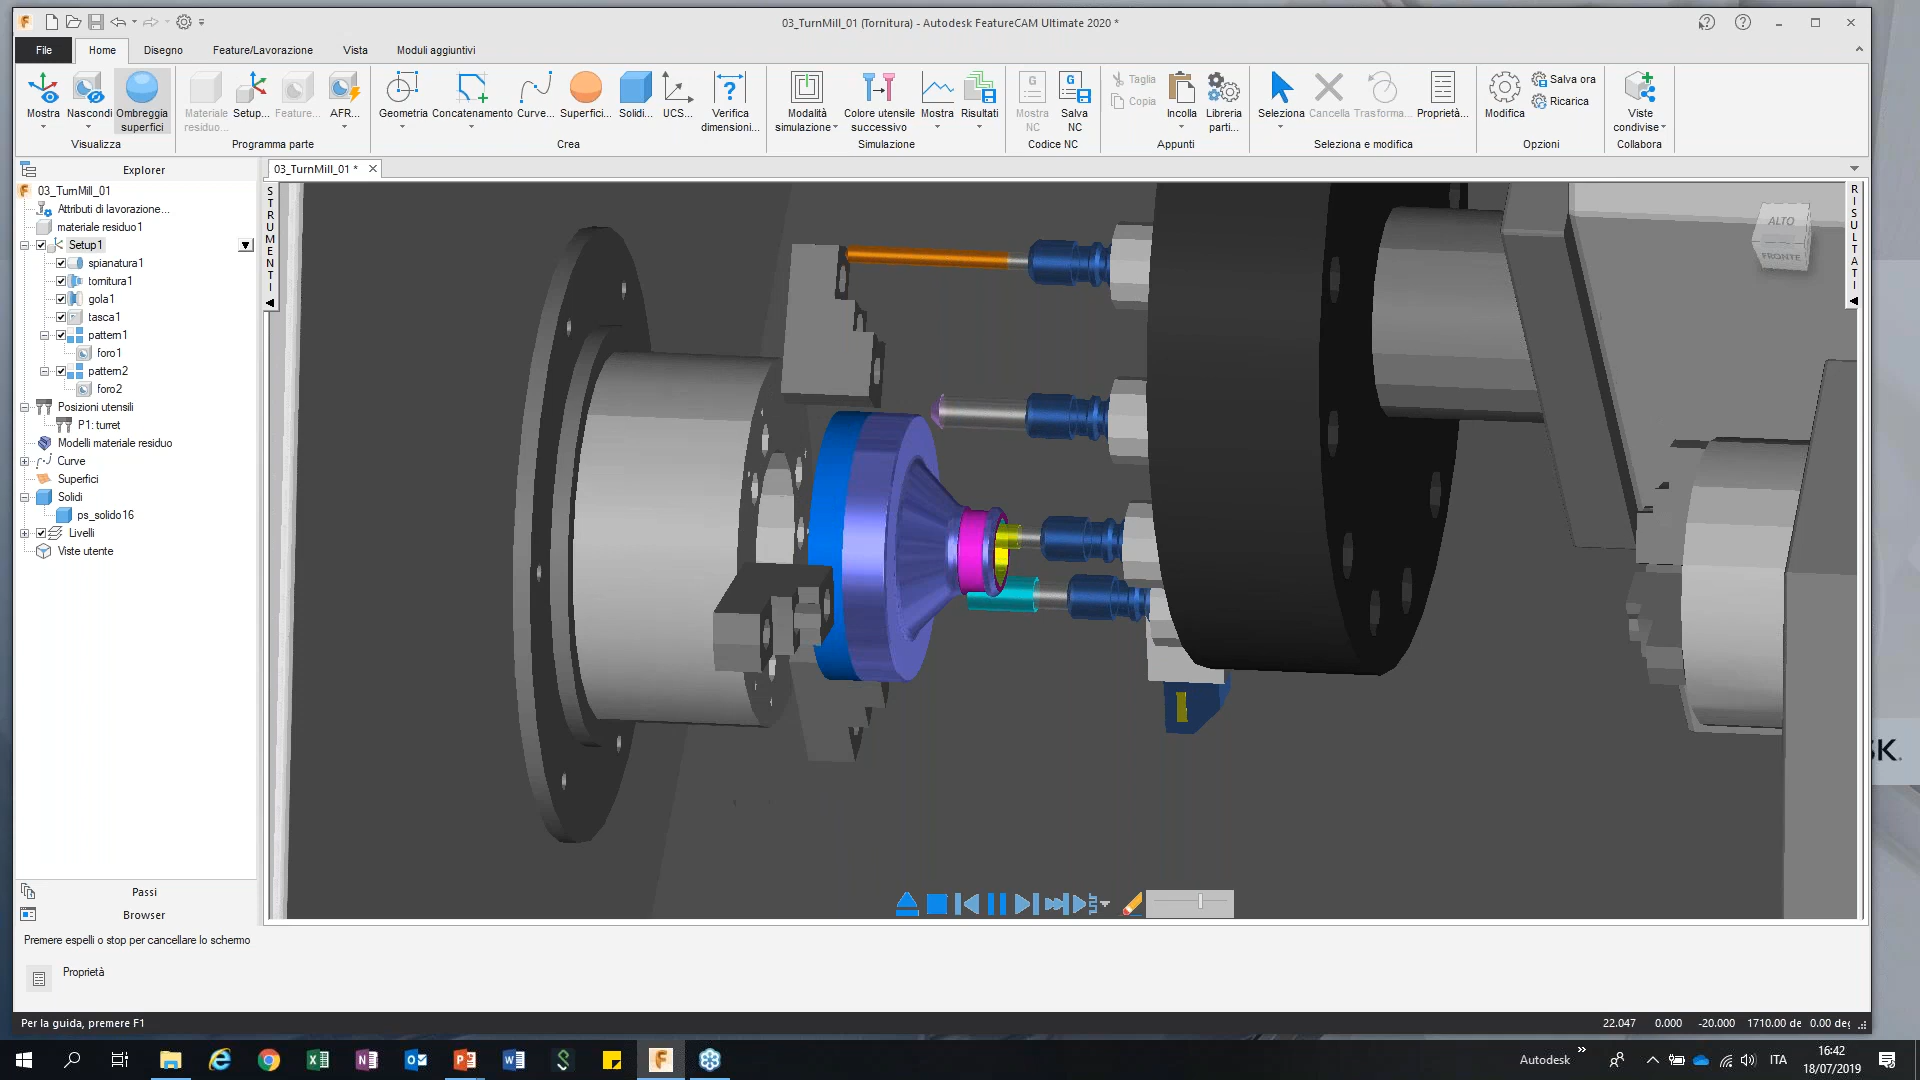 03_TurnMill_01 (Tornitura) - Autodesk FeatureCAM Ultimate 2020 *
File Home Disegno Feature/Lavorazione Vista Moduli aggiuntivi
Mostra Nascondi Ombreggia superfici
Materiale residuo... Setup... Feature... AFR...
Geometria Concatenamento Curve... Superfici... Solidi... UCS... Verifica dimensioni...
Modalità simulazione Colore utensile successivo Mostra Risultati
Mostra NC Salva NC
Taglia Copia Incolla Libreria parti...
Seleziona Cancella Trasforma... Proprietà...
Modifica Salva ora Ricarica
Viste condivise
Visualizza Programma parte Crea Simulazione Codice NC Appunti Seleziona e modifica Opzioni Collabora
Explorer
03_TurnMill_01 *
03_TurnMill_01
Attributi di lavorazione...
materiale residuo1
Setup1
spianatura1
tornitura1
gola1
tasca1
pattern1
foro1
pattern2
foro2
Posizioni utensili
P1: turret
Modelli materiale residuo
Curve
Superfici
Solidi
ps_solido16
Livelli
Viste utente
STRUMENTI
RISULTATI
ALTO
FRONTE
Passi
Browser
Premere espelli o stop per cancellare lo schermo
Proprietà
Per la guida, premere F1
22.047 0.000 -20.000 1710.00 de 0.00 deg
SK.
Autodesk
ITA
16:42
18/07/2019